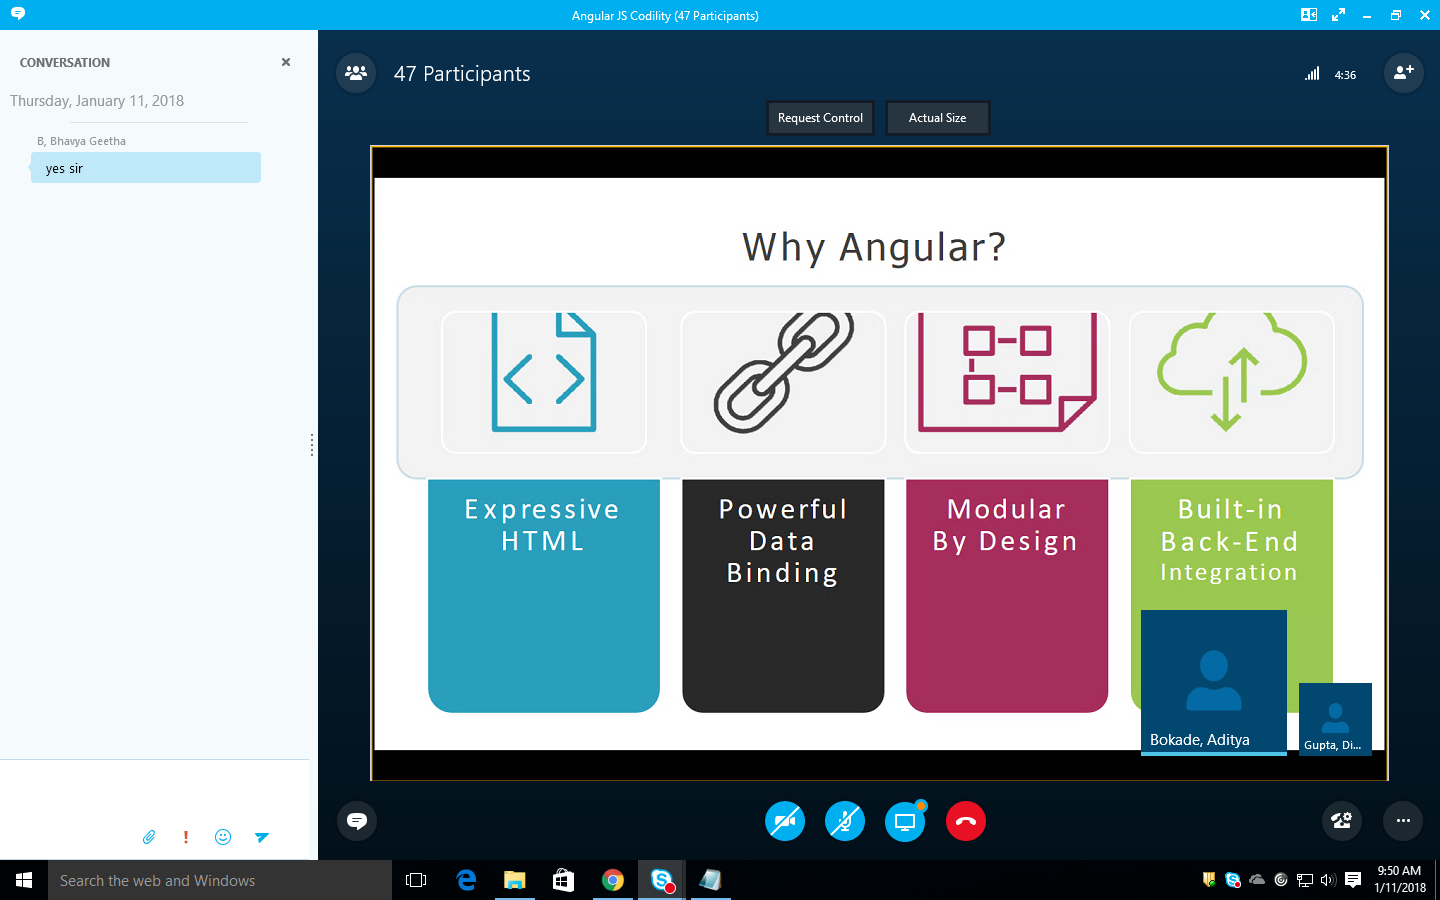 Angular JS Codility (47 Participants)
CONVERSATION
Thursday, January 11, 2018
B, Bhavya Geetha
yes sir
47 Participants
4:36
Request Control
Actual Size
Why Angular?
Expressive
HTML
Powerful
Data
Binding
Modular
By Design
Built-in
Back-End
Integration
Bokade, Aditya
Gupta, Di...
Search the web and Windows
9:50 AM
1/11/2018